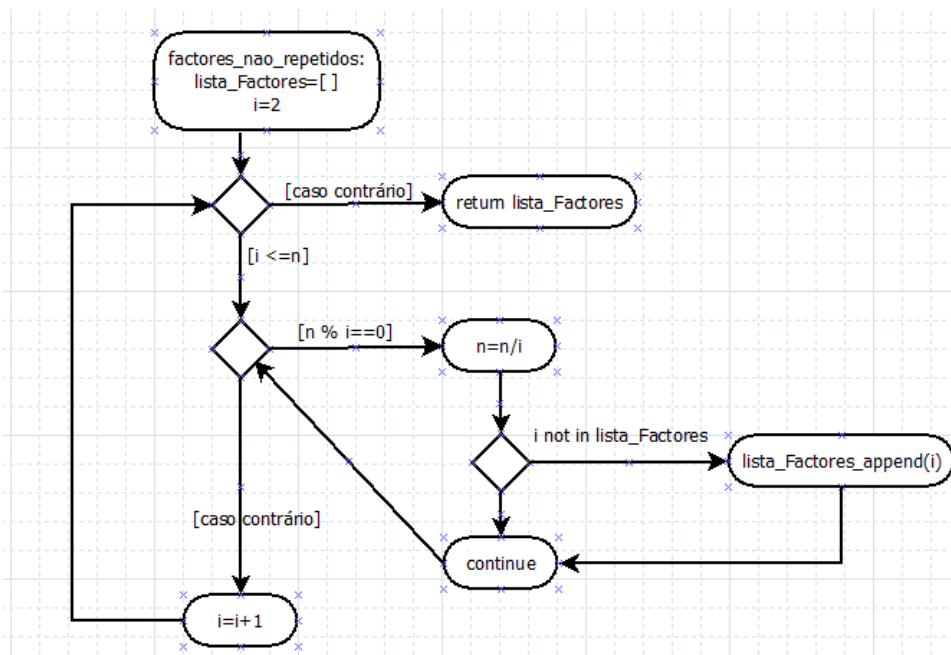 factores_nao_repetidos:
lista_Factores=[ ]
i=2
[caso contrário]
return lista_Factores
[i <=n]
[n % i==0]
n=n/i
i not in lista_Factores
lista_Factores_append(i)
[caso contrário]
continue
i=i+1